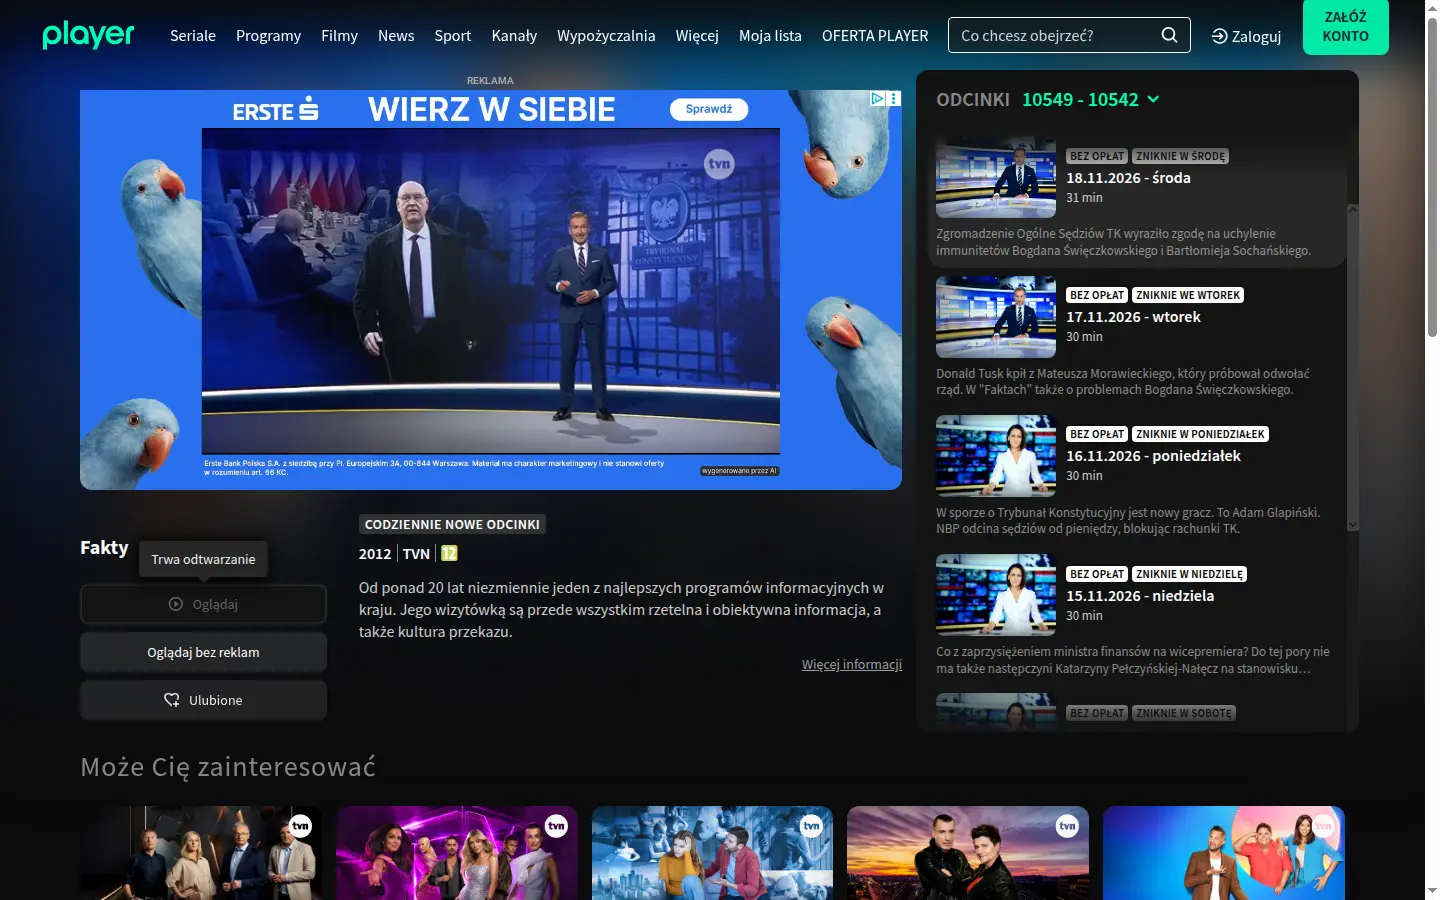 player
Seriale Programy Filmy News Sport Kanały Wypożyczalnia Więcej Moja lista OFERTA PLAYER
Co chcesz obejrzeć?
Zaloguj
ZAŁÓŻ
KONTO
REKLAMA
ERSTE
WIERZ W SIEBIE
Sprawdź
tvn
TRYBUNAŁ
KONSTYTUCYJNY
Erste Bank Polska S.A. z siedzibą przy Pl. Europejskim 3A, 00-844 Warszawa. Materiał ma charakter marketingowy i nie stanowi oferty
w rozumieniu art. 66 KC.
wygenerowano przez AI
ODCINKI 10549 - 10542
BEZ OPŁAT ZNIKNIE W ŚRODĘ
18.11.2026 - środa
31 min
Zgromadzenie Ogólne Sędziów TK wyraziło zgodę na uchylenie
immunitetów Bogdana Święczkowskiego i Bartłomieja Sochańskiego.
BEZ OPŁAT ZNIKNIE WE WTOREK
17.11.2026 - wtorek
30 min
Donald Tusk kpił z Mateusza Morawieckiego, który próbował odwołać
rząd. W "Faktach" także o problemach Bogdana Święczkowskiego.
BEZ OPŁAT ZNIKNIE W PONIEDZIAŁEK
16.11.2026 - poniedziałek
30 min
W sporze o Trybunał Konstytucyjny jest nowy gracz. To Adam Glapiński.
NBP odcina sędziów od pieniędzy, blokując rachunki TK.
BEZ OPŁAT ZNIKNIE W NIEDZIELĘ
15.11.2026 - niedziela
30 min
Co z zaprzysiężeniem ministra finansów na wicepremiera? Do tej pory nie
ma także następczyni Katarzyny Pełczyńskiej-Nałęcz na stanowisku...
BEZ OPŁAT ZNIKNIE W SOBOTĘ
Fakty
Trwa odtwarzanie
Oglądaj
Oglądaj bez reklam
Ulubione
CODZIENNIE NOWE ODCINKI
2012 TVN 12
Od ponad 20 lat niezmiennie jeden z najlepszych programów informacyjnych w
kraju. Jego wizytówką są przede wszystkim rzetelna i obiektywna informacja, a
także kultura przekazu.
Więcej informacji
Może Cię zainteresować
tvn
tvn
tvn
tvn
tvn